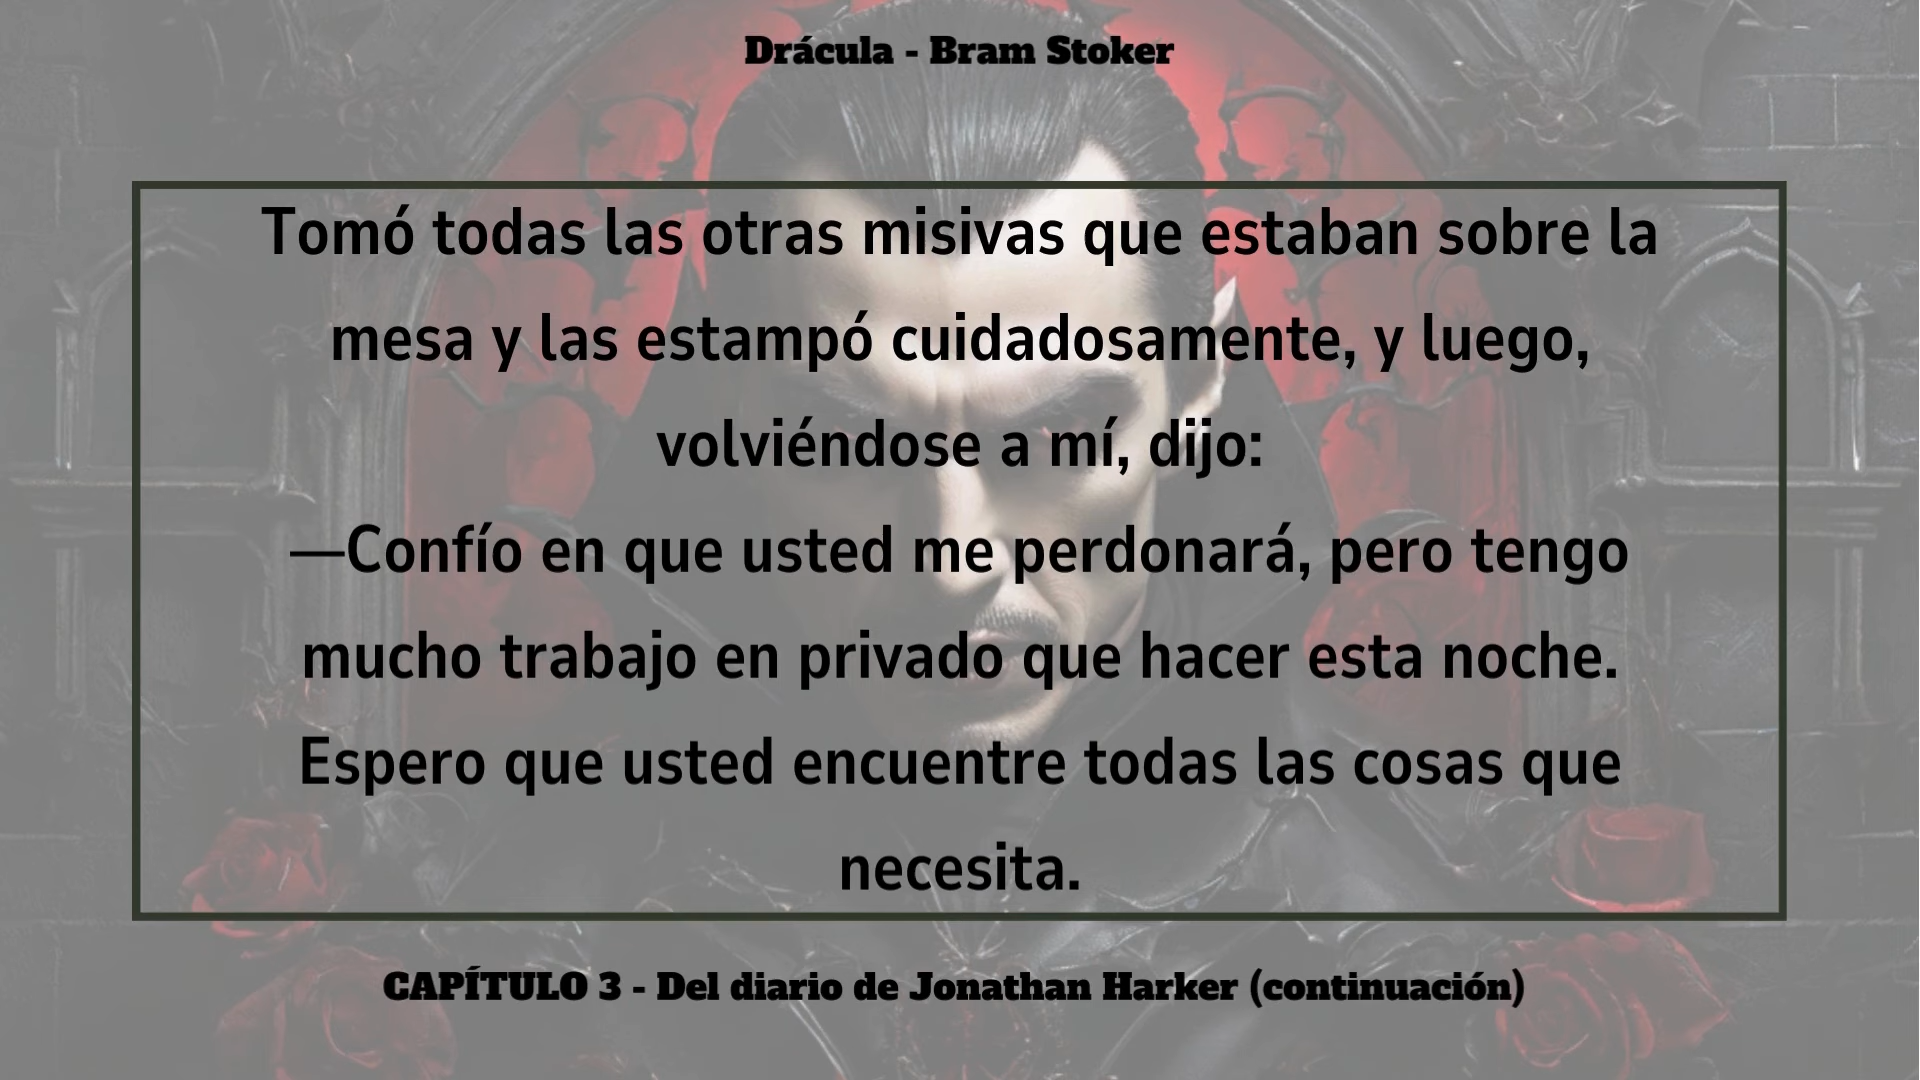 Drácula - Bram Stoker
Tomó todas las otras misivas que estaban sobre la
mesa y las estampó cuidadosamente, y luego,
volviéndose a mí, dijo:
—Confío en que usted me perdonará, pero tengo
mucho trabajo en privado que hacer esta noche.
Espero que usted encuentre todas las cosas que
necesita.
CAPÍTULO 3 - Del diario de Jonathan Harker (continuación)